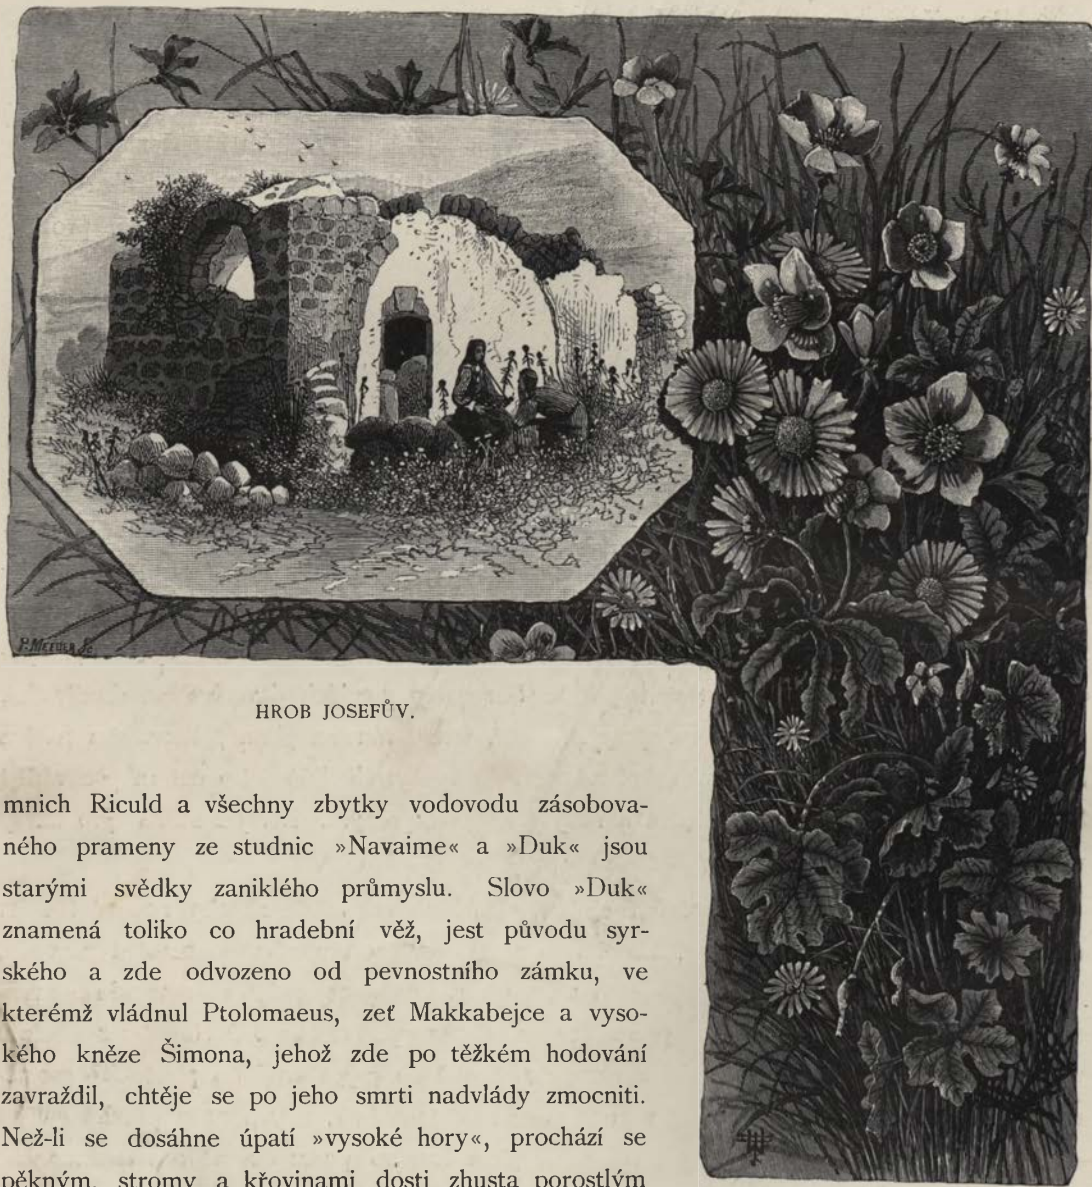 P. MEEDER Sc.
HROB JOSEFŮV.
mnich Riculd a všechny zbytky vodovodu zásobova-
ného prameny ze studnic »Navaime« a »Duk« jsou
starými svědky zaniklého průmyslu. Slovo »Duk«
znamená toliko co hradební věž, jest původu syr-
ského a zde odvozeno od pevnostního zámku, ve
kterémž vládnul Ptolomaeus, zeť Makkabejce a vyso-
kého kněze Šimona, jehož zde po těžkém hodování
zavraždil, chtěje se po jeho smrti nadvlády zmocniti.
Než-li se dosáhne úpatí »vysoké hory«, prochází se
pěkným, stromy a křovinami dosti zhusta porostlým